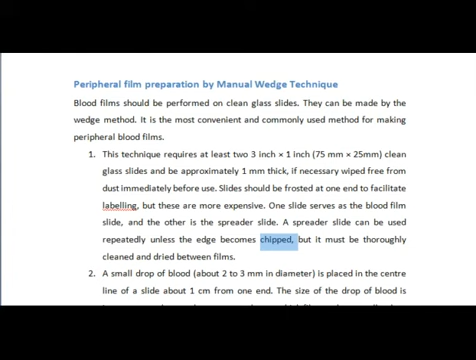 Peripheral film preparation by Manual Wedge Technique
Blood films should be performed on clean glass slides. They can be made by the
wedge method. It is the most convenient and commonly used method for making
peripheral blood films.
1. This technique requires at least two 3 inch × 1 inch (75 mm × 25mm) clean
glass slides and be approximately 1 mm thick, if necessary wiped free from
dust immediately before use. Slides should be frosted at one end to facilitate
labelling, but these are more expensive. One slide serves as the blood film
slide, and the other is the spreader slide. A spreader slide can be used
repeatedly unless the edge becomes chipped, but it must be thoroughly
cleaned and dried between films.
2. A small drop of blood (about 2 to 3 mm in diameter) is placed in the centre
line of a slide about 1 cm from one end. The size of the drop of blood is